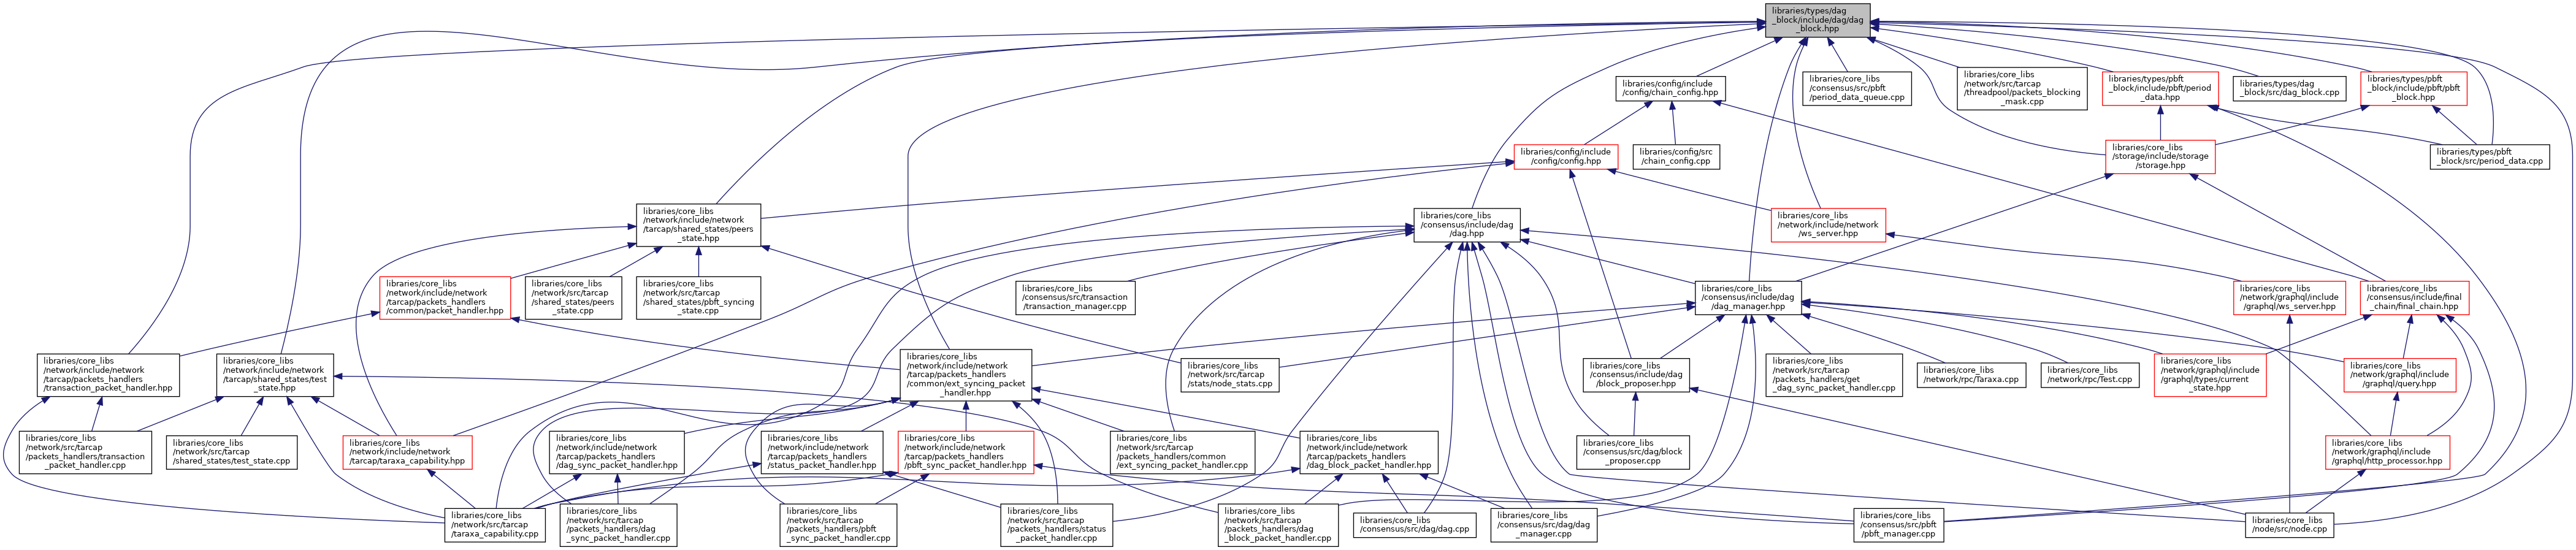 libraries/types/dag
_block/include/dag/dag
_block.hpp
libraries/config/include
/config/chain_config.hpp
libraries/core_libs
/consensus/src/pbft
/period_data_queue.cpp
libraries/core_libs
/network/src/tarcap
/threadpool/packets_blocking
_mask.cpp
libraries/types/pbft
_block/include/pbft/period
_data.hpp
libraries/types/dag
_block/src/dag_block.cpp
libraries/types/pbft
_block/include/pbft/pbft
_block.hpp
libraries/config/include
/config/config.hpp
libraries/config/src
/chain_config.cpp
libraries/core_libs
/storage/include/storage
/storage.hpp
libraries/types/pbft
_block/src/period_data.cpp
libraries/core_libs
/network/include/network
/tarcap/shared_states/peers
_state.hpp
libraries/core_libs
/consensus/include/dag
/dag.hpp
libraries/core_libs
/network/include/network
/ws_server.hpp
libraries/core_libs
/network/include/network
/tarcap/packets_handlers
/common/packet_handler.hpp
libraries/core_libs
/network/src/tarcap
/shared_states/peers
_state.cpp
libraries/core_libs
/network/src/tarcap
/shared_states/pbft_syncing
_state.cpp
libraries/core_libs
/consensus/src/transaction
/transaction_manager.cpp
libraries/core_libs
/consensus/include/dag
/dag_manager.hpp
libraries/core_libs
/network/graphql/include
/graphql/ws_server.hpp
libraries/core_libs
/consensus/include/final
_chain/final_chain.hpp
libraries/core_libs
/network/include/network
/tarcap/packets_handlers
/transaction_packet_handler.hpp
libraries/core_libs
/network/include/network
/tarcap/shared_states/test
_state.hpp
libraries/core_libs
/network/include/network
/tarcap/packets_handlers
/common/ext_syncing_packet
_handler.hpp
libraries/core_libs
/network/src/tarcap
/stats/node_stats.cpp
libraries/core_libs
/consensus/include/dag
/block_proposer.hpp
libraries/core_libs
/network/src/tarcap
/packets_handlers/get
_dag_sync_packet_handler.cpp
libraries/core_libs
/network/rpc/Taraxa.cpp
libraries/core_libs
/network/rpc/Test.cpp
libraries/core_libs
/network/graphql/include
/graphql/types/current
_state.hpp
libraries/core_libs
/network/graphql/include
/graphql/query.hpp
libraries/core_libs
/network/src/tarcap
/packets_handlers/transaction
_packet_handler.cpp
libraries/core_libs
/network/src/tarcap
/shared_states/test_state.cpp
libraries/core_libs
/network/include/network
/tarcap/taraxa_capability.hpp
libraries/core_libs
/network/include/network
/tarcap/packets_handlers
/dag_sync_packet_handler.hpp
libraries/core_libs
/network/include/network
/tarcap/packets_handlers
/status_packet_handler.hpp
libraries/core_libs
/network/include/network
/tarcap/packets_handlers
/pbft_sync_packet_handler.hpp
libraries/core_libs
/network/src/tarcap
/packets_handlers/common
/ext_syncing_packet_handler.cpp
libraries/core_libs
/network/include/network
/tarcap/packets_handlers
/dag_block_packet_handler.hpp
libraries/core_libs
/consensus/src/dag/block
_proposer.cpp
libraries/core_libs
/network/graphql/include
/graphql/http_processor.hpp
libraries/core_libs
/network/src/tarcap
/taraxa_capability.cpp
libraries/core_libs
/network/src/tarcap
/packets_handlers/dag
_sync_packet_handler.cpp
libraries/core_libs
/network/src/tarcap
/packets_handlers/pbft
_sync_packet_handler.cpp
libraries/core_libs
/network/src/tarcap
/packets_handlers/status
_packet_handler.cpp
libraries/core_libs
/network/src/tarcap
/packets_handlers/dag
_block_packet_handler.cpp
libraries/core_libs
/consensus/src/dag/dag.cpp
libraries/core_libs
/consensus/src/dag/dag
_manager.cpp
libraries/core_libs
/consensus/src/pbft
/pbft_manager.cpp
libraries/core_libs
/node/src/node.cpp